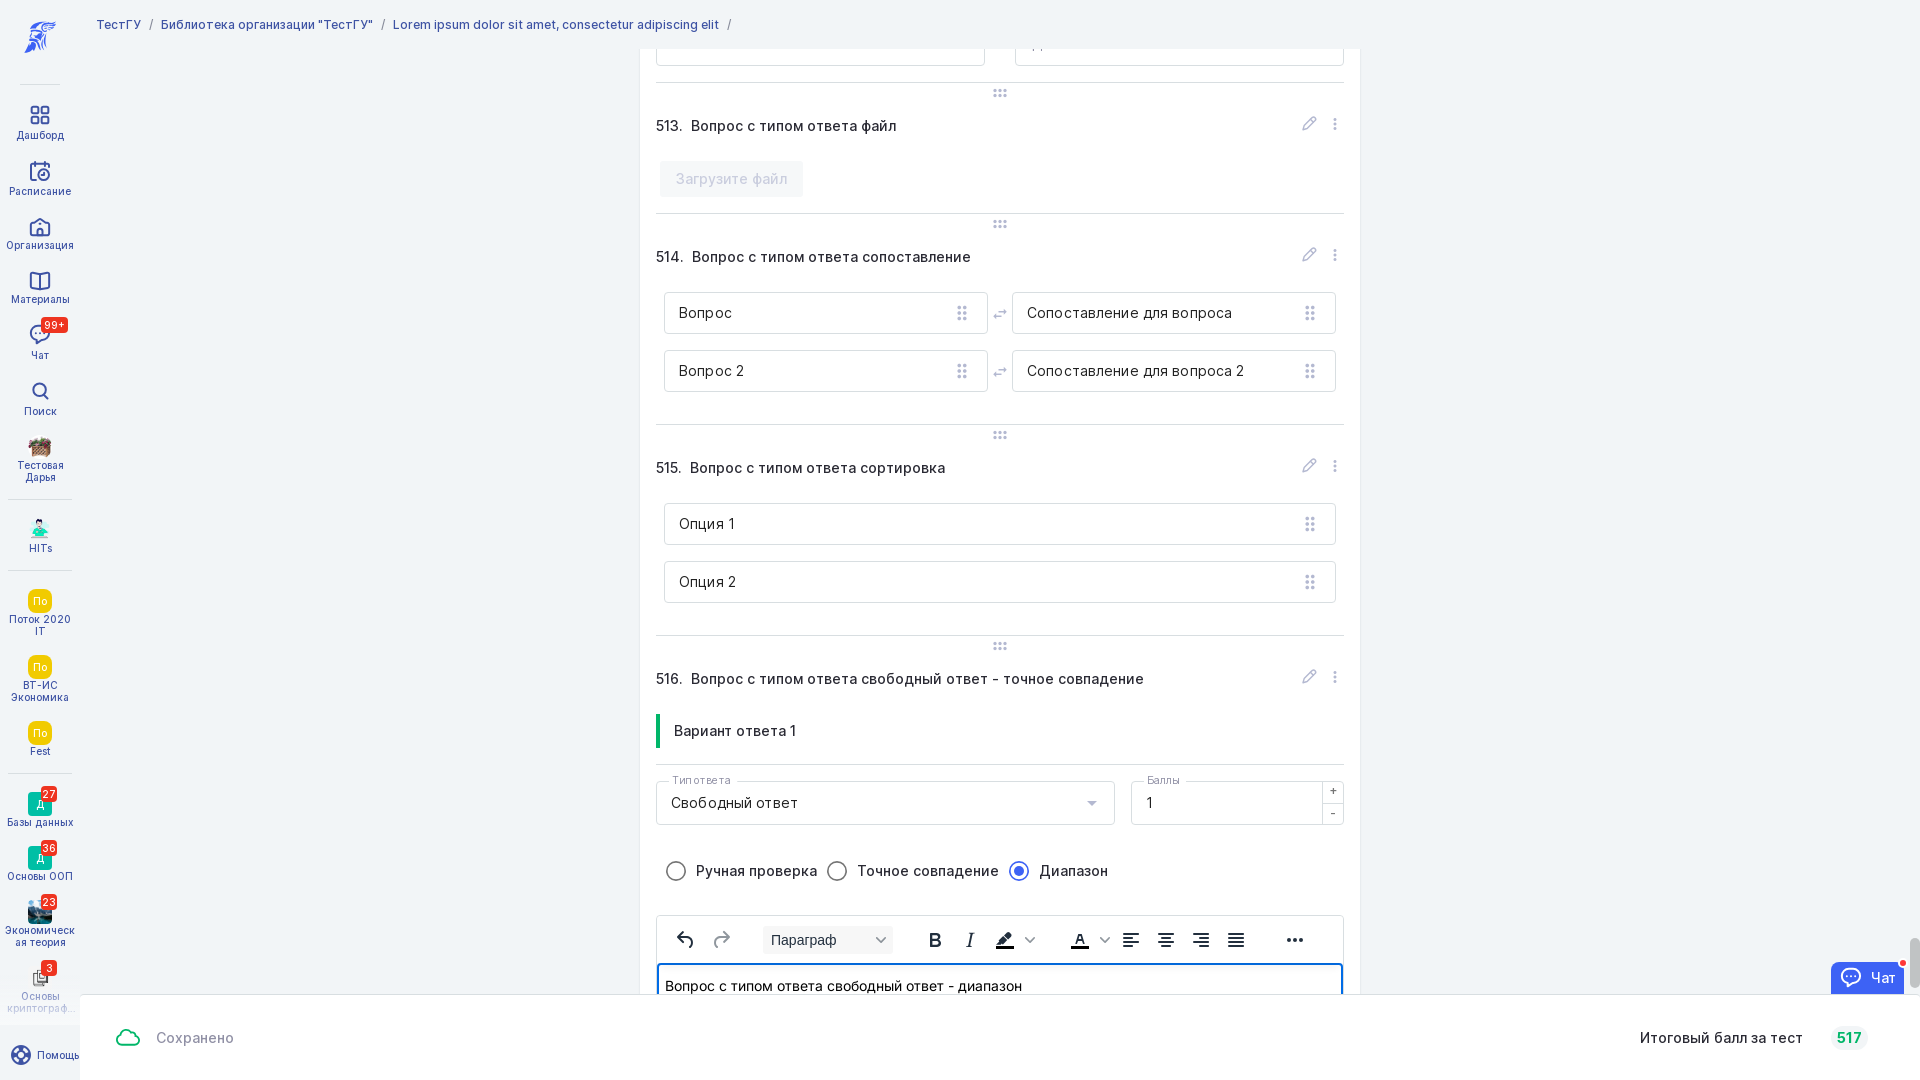 ТестГУ / Библиотека организации "ТестГУ" / Lorem ipsum dolor sit amet, consectetur adipiscing elit /
Дашборд
Расписание
Организация
Материалы
99+
Чат
Поиск
Тестовая
Дарья
HITs
По
Поток 2020
IT
По
ВТ-ИС
Экономика
По
Fest
27
Д
Базы данных
36
Д
Основы ООП
23
Экономическ
ая теория
3
Основы
криптограф...
Помощь
513. Вопрос с типом ответа файл
Загрузите файл
514. Вопрос с типом ответа сопоставление
Вопрос
Сопоставление для вопроса
Вопрос 2
Сопоставление для вопроса 2
515. Вопрос с типом ответа сортировка
Опция 1
Опция 2
516. Вопрос с типом ответа свободный ответ - точное совпадение
Вариант ответа 1
Тип ответа
Свободный ответ
Баллы
1
+
-
Ручная проверка Точное совпадение Диапазон
Параграф
Вопрос с типом ответа свободный ответ - диапазон
Чат
Сохранено
Итоговый балл за тест 517